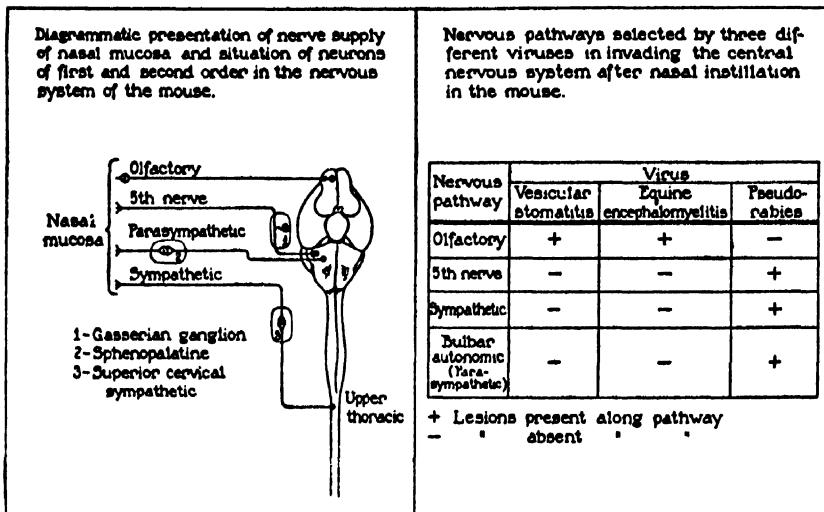 Diagrammatic presentation of nerve supply
of nasal mucosa and situation of neurons
of first and second order in the nervous
system of the mouse.
Nasal
mucosa
Olfactory
5th nerve
Parasympathetic
Sympathetic
1
2
3
1-Gasserian ganglion
2-Sphenopalatine
3-Superior cervical
sympathetic
Upper
thoracic
Nervous pathways selected by three dif-
ferent viruses in invading the central
nervous system after nasal instillation
in the mouse.
Nervous pathway | Virus
Vesicular stomatitis | Equine encephalomyelitis | Pseudo-rabies
Olfactory + + −
5th nerve − − +
Sympathetic − − +
Bulbar
autonomic
(Para-
sympathetic) − − +
+ Lesions present along pathway
− " absent " "